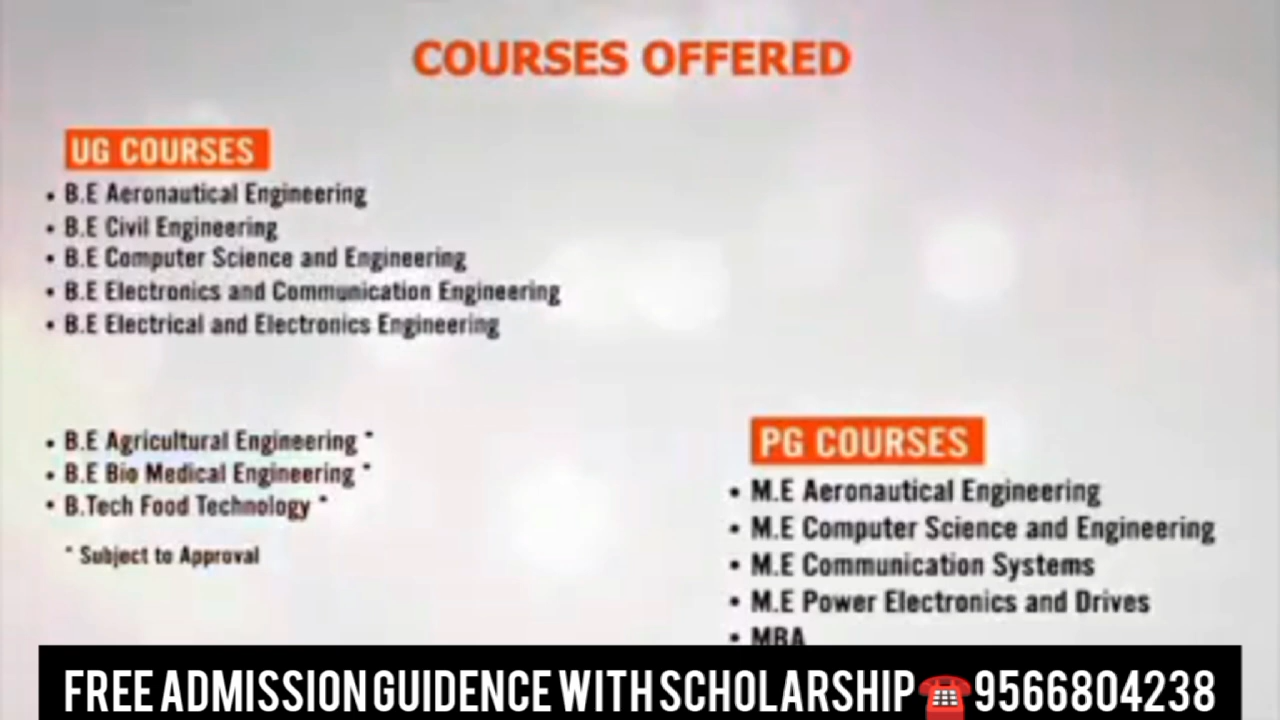 COURSES OFFERED
UG COURSES
• B.E Aeronautical Engineering
• B.E Civil Engineering
• B.E Computer Science and Engineering
• B.E Electronics and Communication Engineering
• B.E Electrical and Electronics Engineering
• B.E Agricultural Engineering *
• B.E Bio Medical Engineering *
• B.Tech Food Technology *
* Subject to Approval
PG COURSES
• M.E Aeronautical Engineering
• M.E Computer Science and Engineering
• M.E Communication Systems
• M.E Power Electronics and Drives
• MBA
FREE ADMISSION GUIDENCE WITH SCHOLARSHIP ☎️ 9566804238